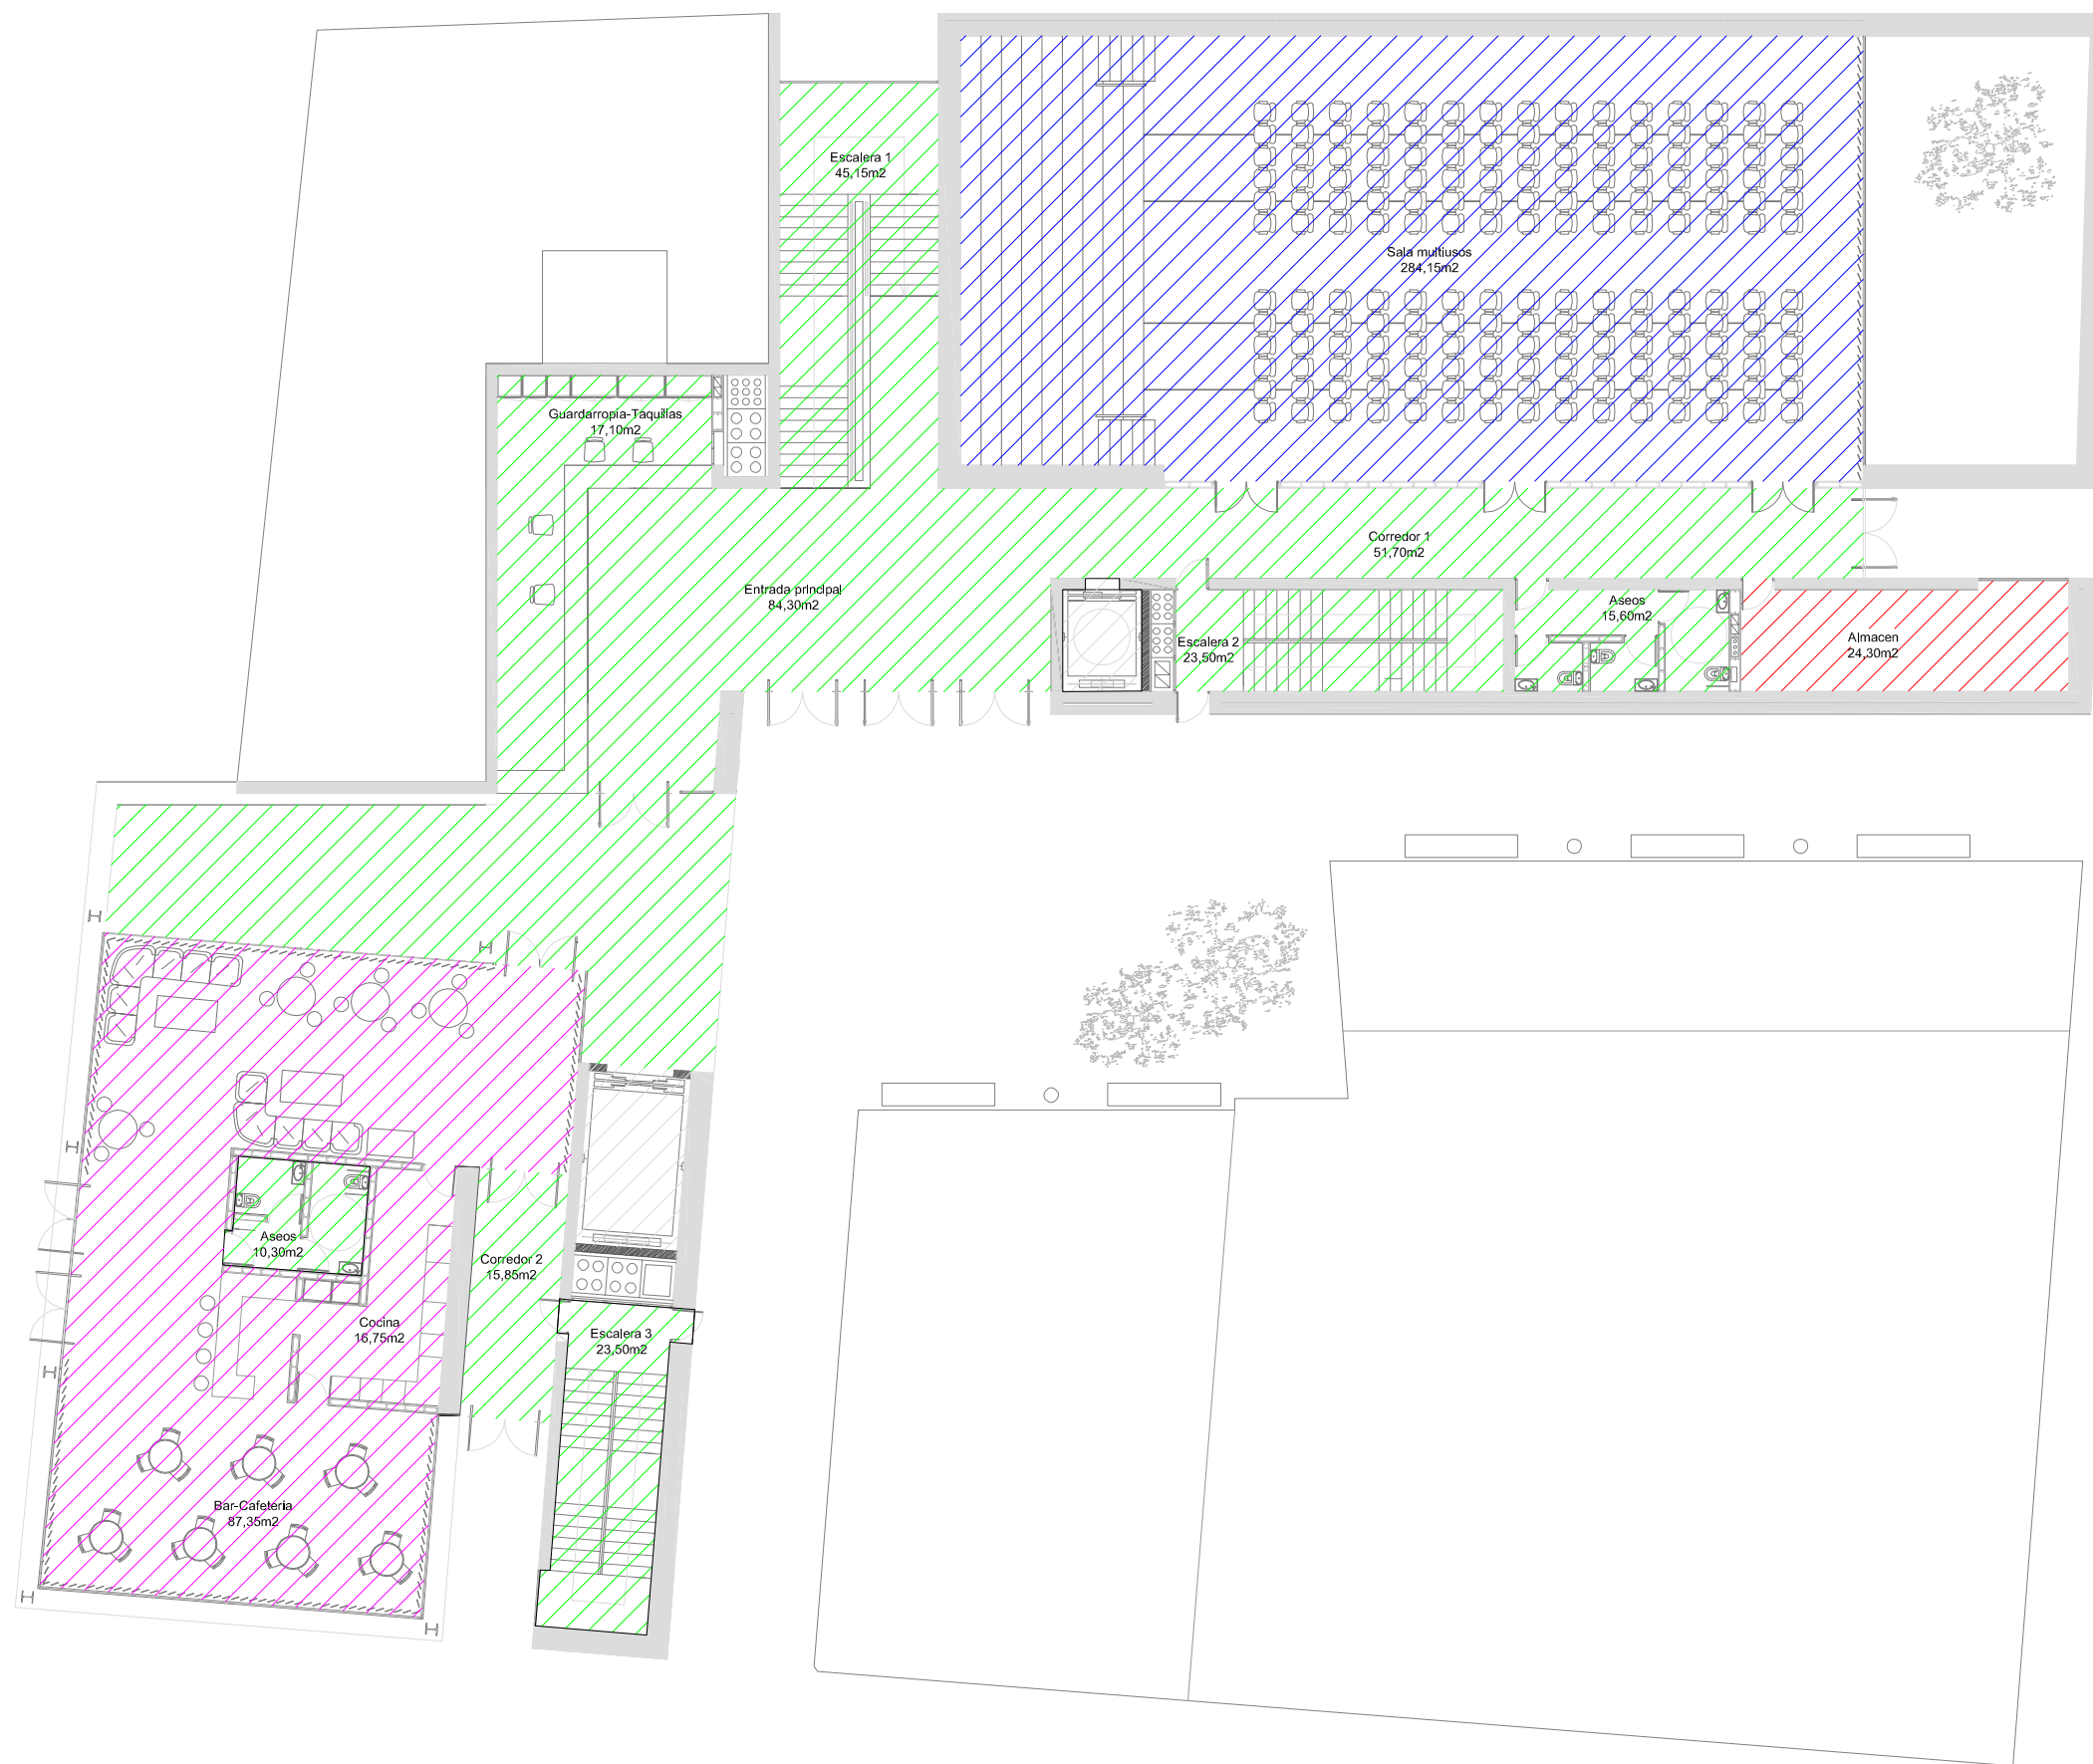 Escalera 1
45,15m2
Sala multiusos
284,15m2
Guardarropia-Taquillas
17,10m2
Corredor 1
51,70m2
Entrada principal
84,30m2
Aseos
15,60m2
Escalera 2
23,50m2
Almacen
24,30m2
Aseos
10,30m2
Corredor 2
15,85m2
Cocina
16,75m2
Escalera 3
23,50m2
Bar-Cafeteria
87,35m2